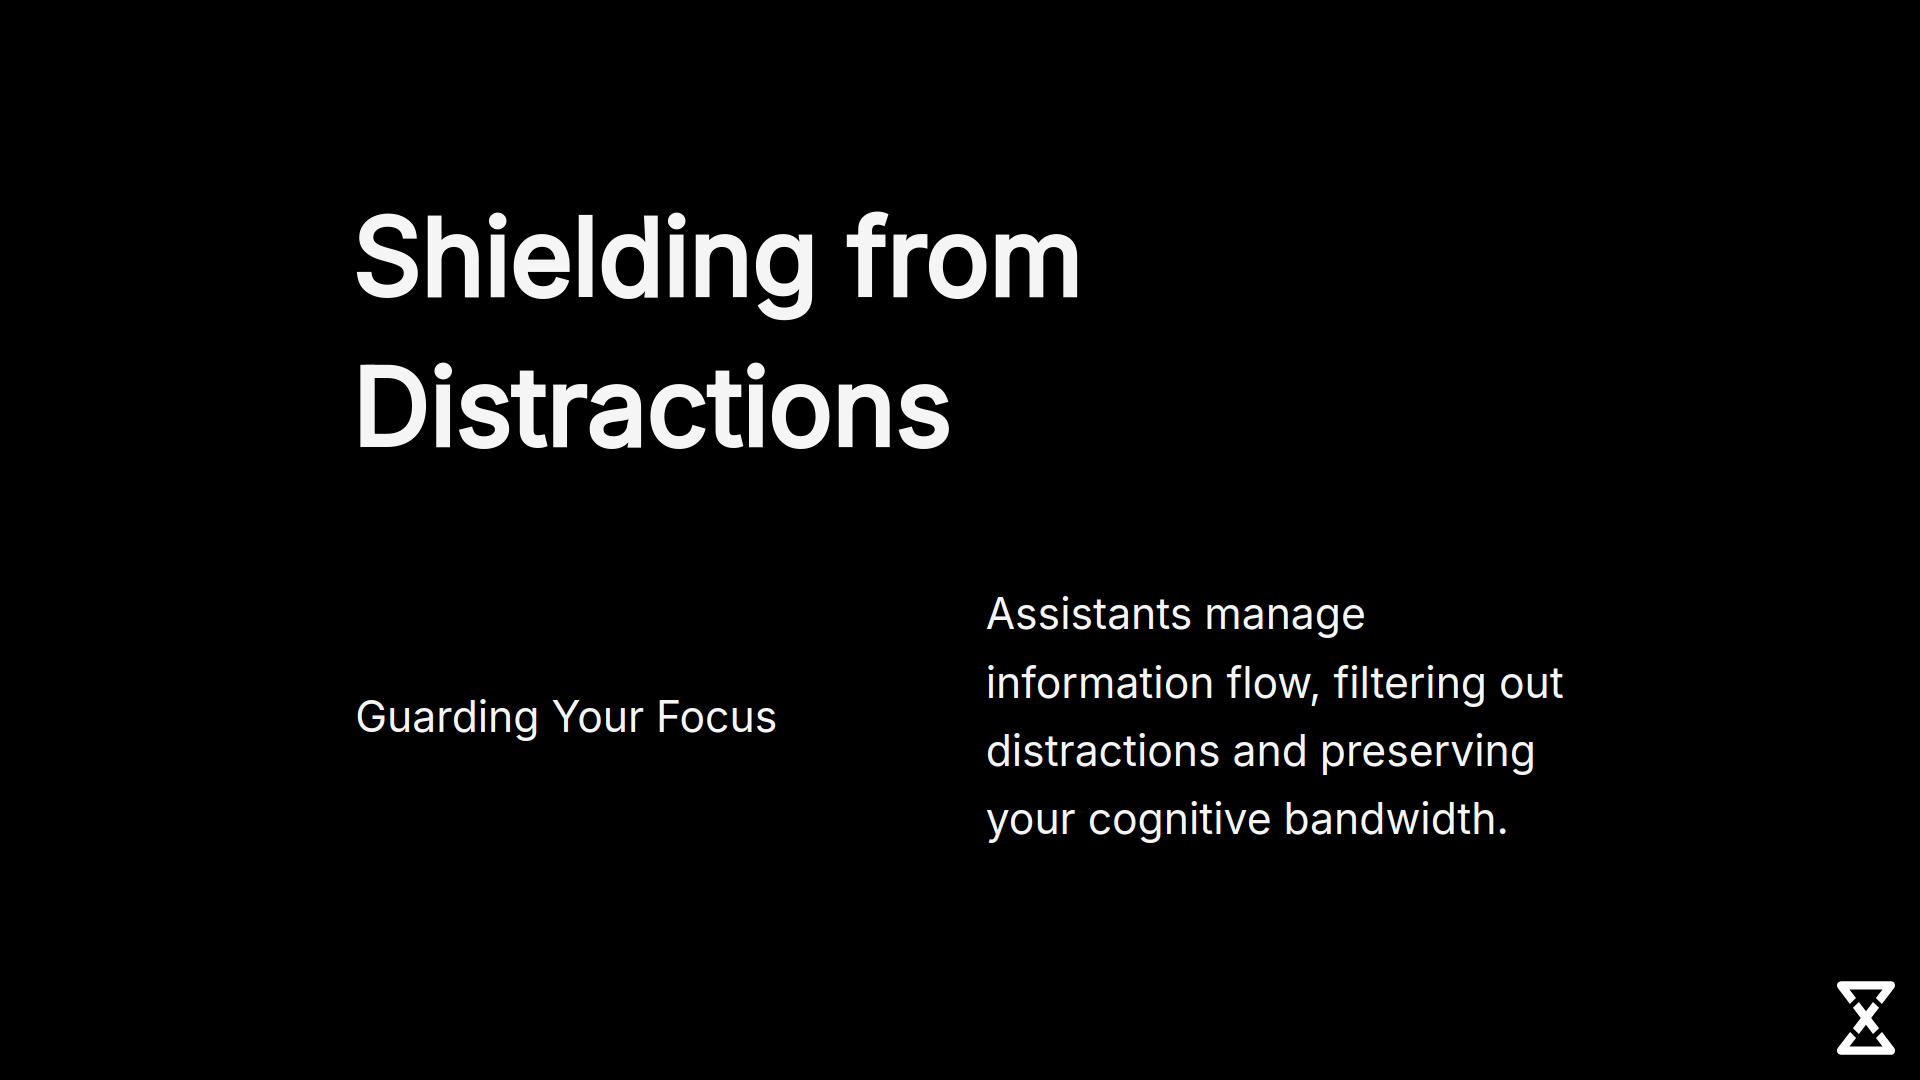 Shielding from
Distractions
Guarding Your Focus
Assistants manage
information flow, filtering out
distractions and preserving
your cognitive bandwidth.